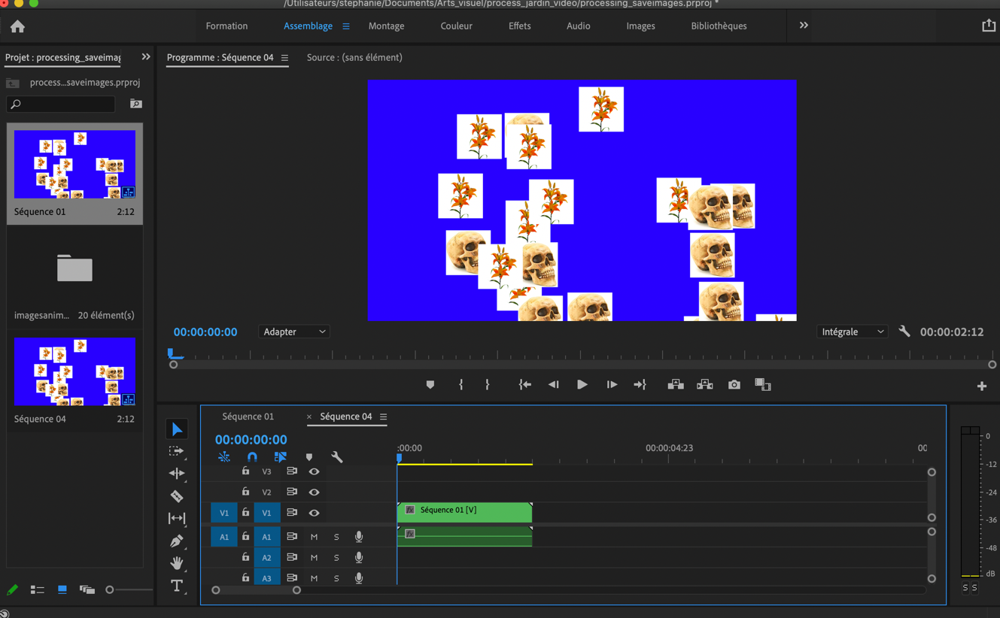 /Utilisateurs/stephanie/Documents/Arts_visuel/process_jardin_video/processing_saveimages.prproj *
Formation Assemblage Montage Couleur Effets Audio Images Bibliothèques
Projet : processing_saveimag
Programme : Séquence 04 Source : (sans élément)
process...saveimages.prproj
Séquence 01 2:12
imagesanim... 20 élément(s)
Séquence 04 2:12
00:00:00:00 Adapter Intégrale 00:00:02:12
Séquence 01 × Séquence 04
00:00:00:00
:00:00 00:00:04:23 00
V3
V2
V1 V1 fx Séquence 01 [V]
A1 A1 M S fx
A2 M S
A3 M S
T
0
-12
-24
-36
-48
dB
S S